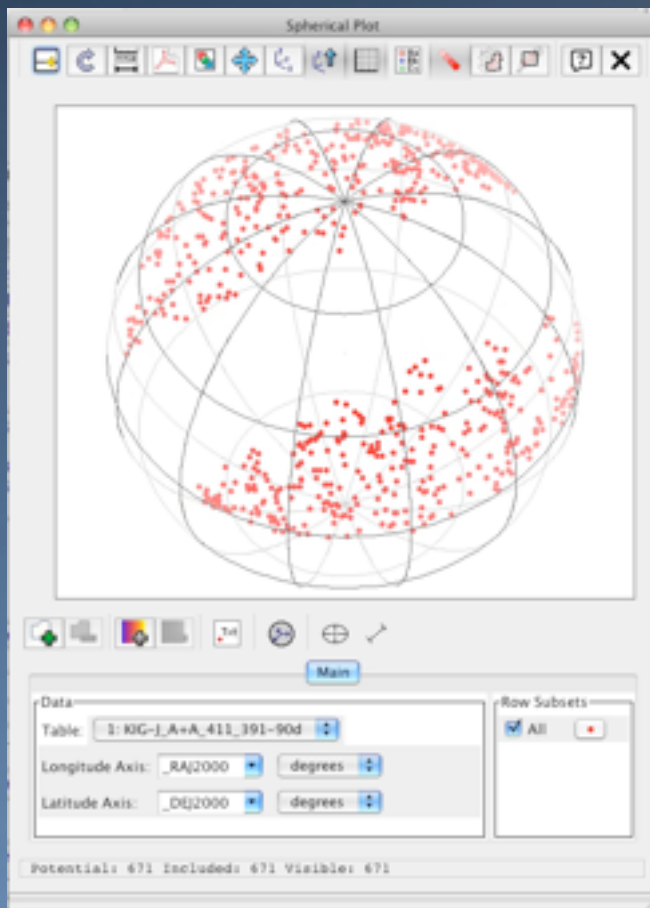 Spherical Plot
Main
Data
Table: 1: KIG-J_A+A_411_391-90d
Longitude Axis: _RAJ2000 degrees
Latitude Axis: _DEJ2000 degrees
Row Subsets
All
Potential: 671 Included: 671 Visible: 671